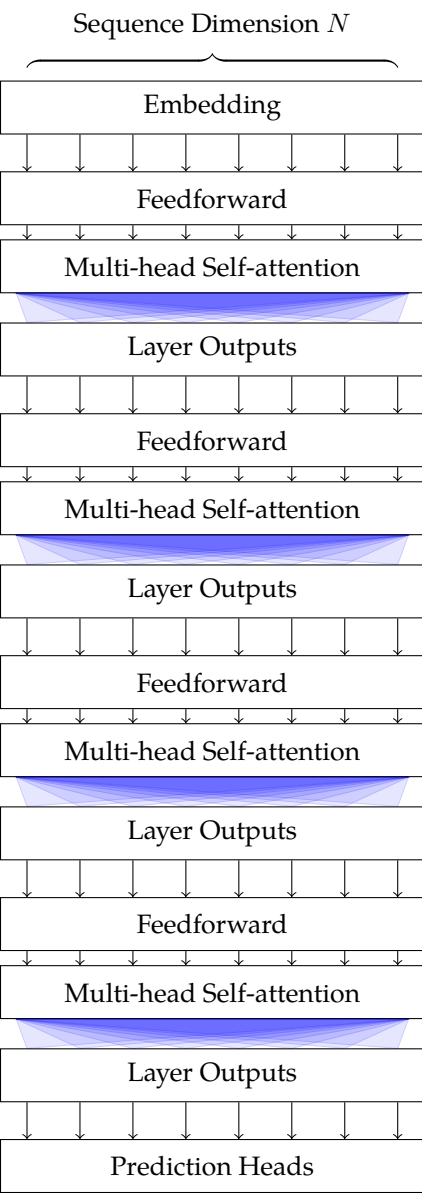 Sequence Dimension N
Embedding
Feedforward
Multi-head Self-attention
Layer Outputs
Feedforward
Multi-head Self-attention
Layer Outputs
Feedforward
Multi-head Self-attention
Layer Outputs
Feedforward
Multi-head Self-attention
Layer Outputs
Prediction Heads